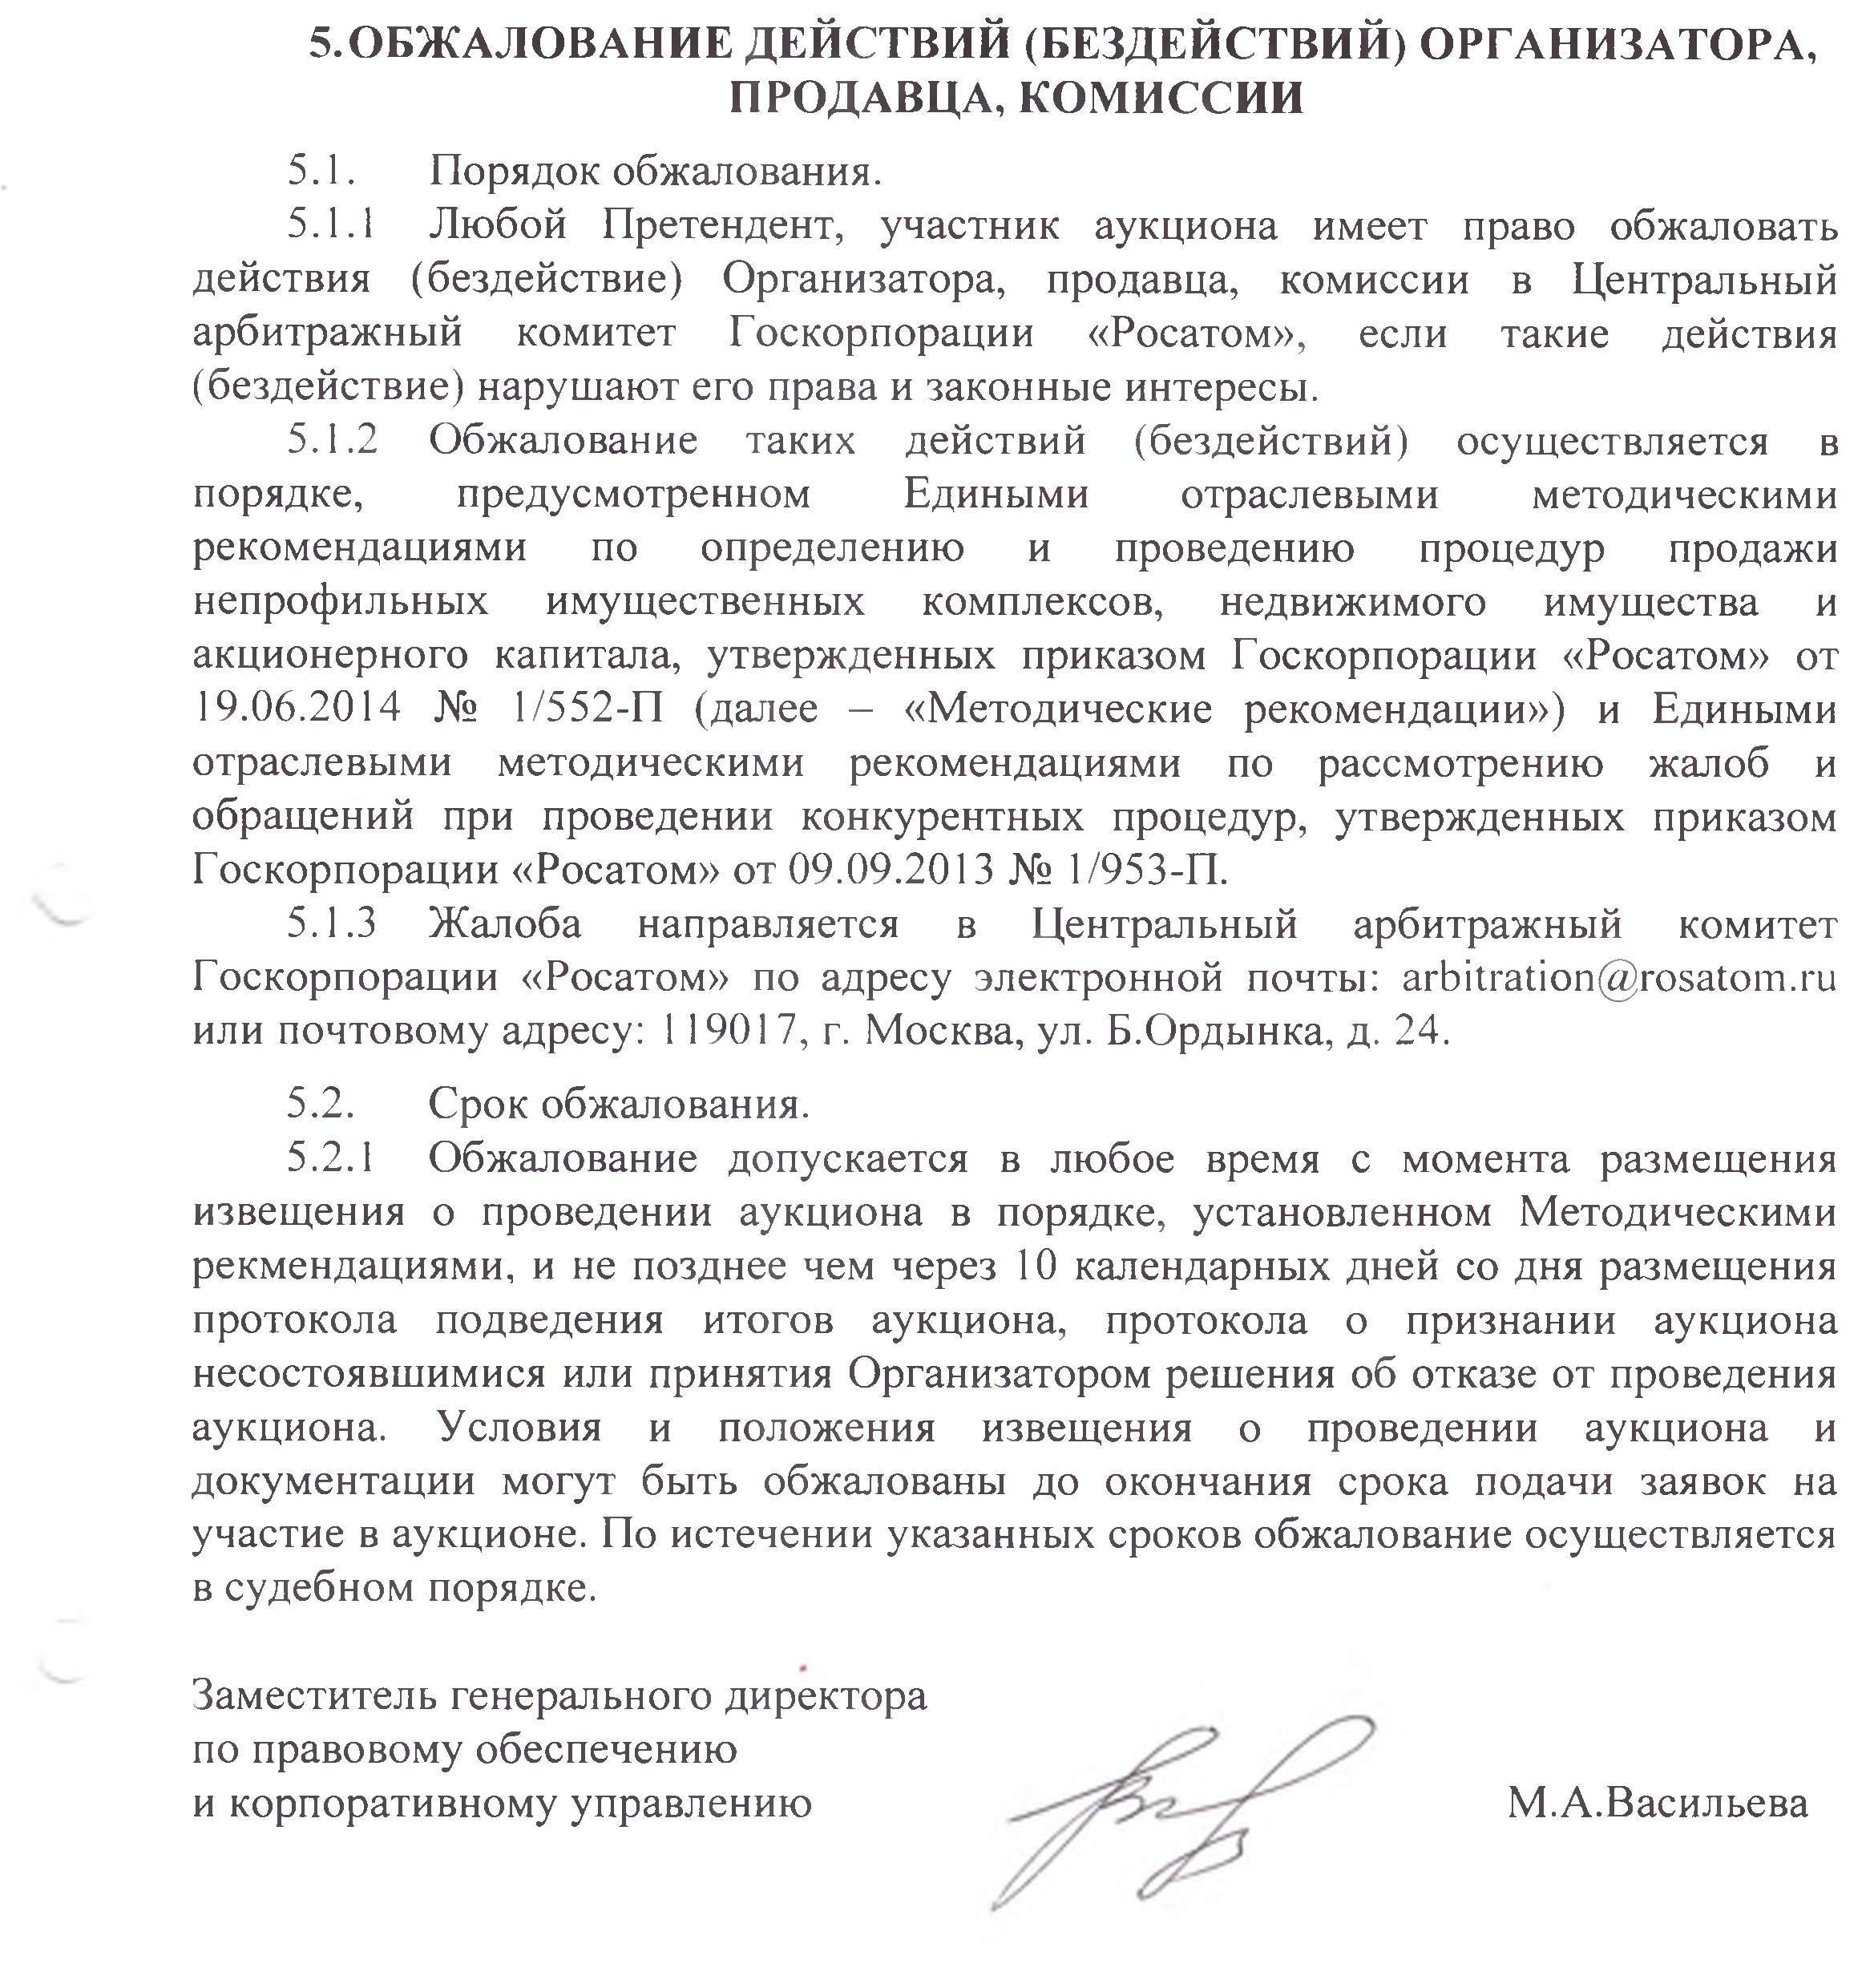 5. ОБЖАЛОВАНИЕ ДЕЙСТВИЙ (БЕЗДЕЙСТВИЙ) ОРГАНИЗАТОРА,
ПРОДАВЦА, КОМИССИИ
5.1. Порядок обжалования.
5.1.1 Любой Претендент, участник аукциона имеет право обжаловать
действия (бездействие) Организатора, продавца, комиссии в Центральный
арбитражный комитет Госкорпорации «Росатом», если такие действия
(бездействие) нарушают его права и законные интересы.
5.1.2 Обжалование таких действий (бездействий) осуществляется в
порядке, предусмотренном Едиными отраслевыми методическими
рекомендациями по определению и проведению процедур продажи
непрофильных имущественных комплексов, недвижимого имущества и
акционерного капитала, утвержденных приказом Госкорпорации «Росатом» от
19.06.2014 № 1/552-П (далее – «Методические рекомендации») и Едиными
отраслевыми методическими рекомендациями по рассмотрению жалоб и
обращений при проведении конкурентных процедур, утвержденных приказом
Госкорпорации «Росатом» от 09.09.2013 № 1/953-П.
5.1.3 Жалоба направляется в Центральный арбитражный комитет
Госкорпорации «Росатом» по адресу электронной почты: arbitration@rosatom.ru
или почтовому адресу: 119017, г. Москва, ул. Б.Ордынка, д. 24.
5.2. Срок обжалования.
5.2.1 Обжалование допускается в любое время с момента размещения
извещения о проведении аукциона в порядке, установленном Методическими
рекмендациями, и не позднее чем через 10 календарных дней со дня размещения
протокола подведения итогов аукциона, протокола о признании аукциона
несостоявшимися или принятия Организатором решения об отказе от проведения
аукциона. Условия и положения извещения о проведении аукциона и
документации могут быть обжалованы до окончания срока подачи заявок на
участие в аукционе. По истечении указанных сроков обжалование осуществляется
в судебном порядке.
Заместитель генерального директора
по правовому обеспечению
и корпоративному управлению М.А.Васильева